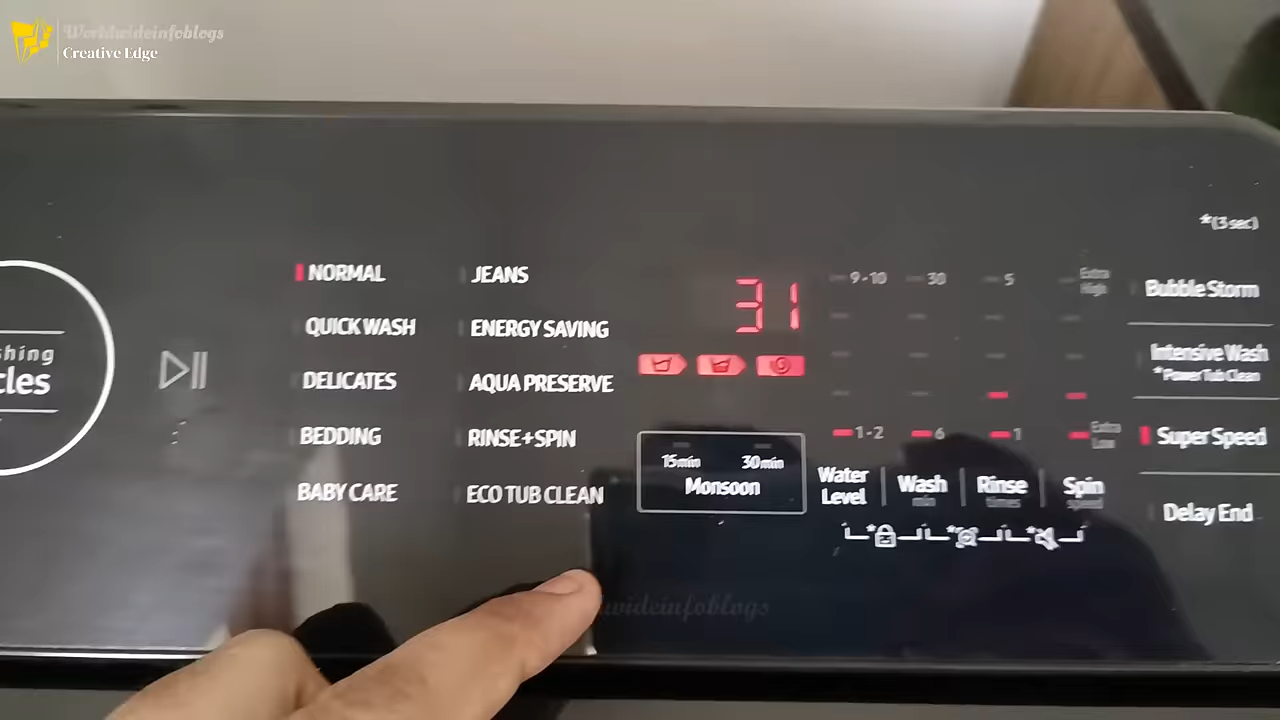 Worldwideinfoblogs
Creative Edge
*(3 sec)
NORMAL
JEANS
QUICK WASH
ENERGY SAVING
DELICATES
AQUA PRESERVE
BEDDING
RINSE+SPIN
BABY CARE
ECO TUB CLEAN
31
15min 30min
Monsoon
9-10 30 5 Extra High
1-2 6 1 Extra Low
Water Level
Wash min
Rinse times
Spin speed
Bubble Storm
Intensive Wash
*Power Tub Clean
Super Speed
Delay End
wideinfoblogs